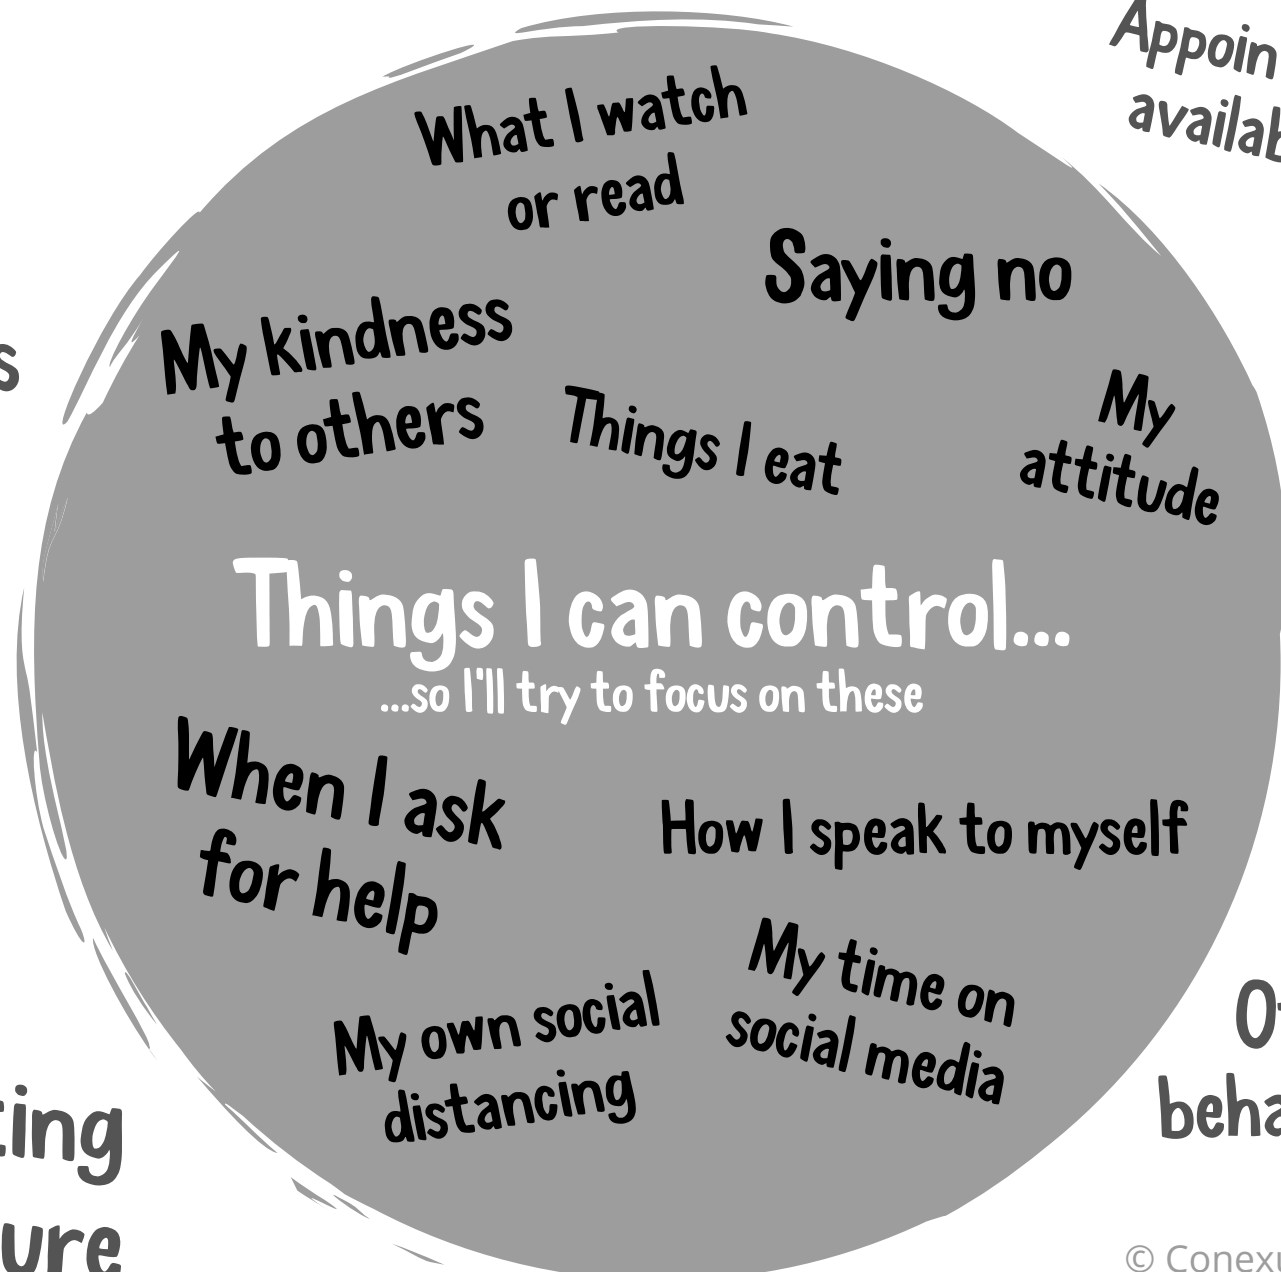 What I watch
or read
Saying no
My kindness
to others
Things I eat
My
attitude
Things I can control...
...so I'll try to focus on these
When I ask
for help
How I speak to myself
My time on
social media
My own social
distancing
©